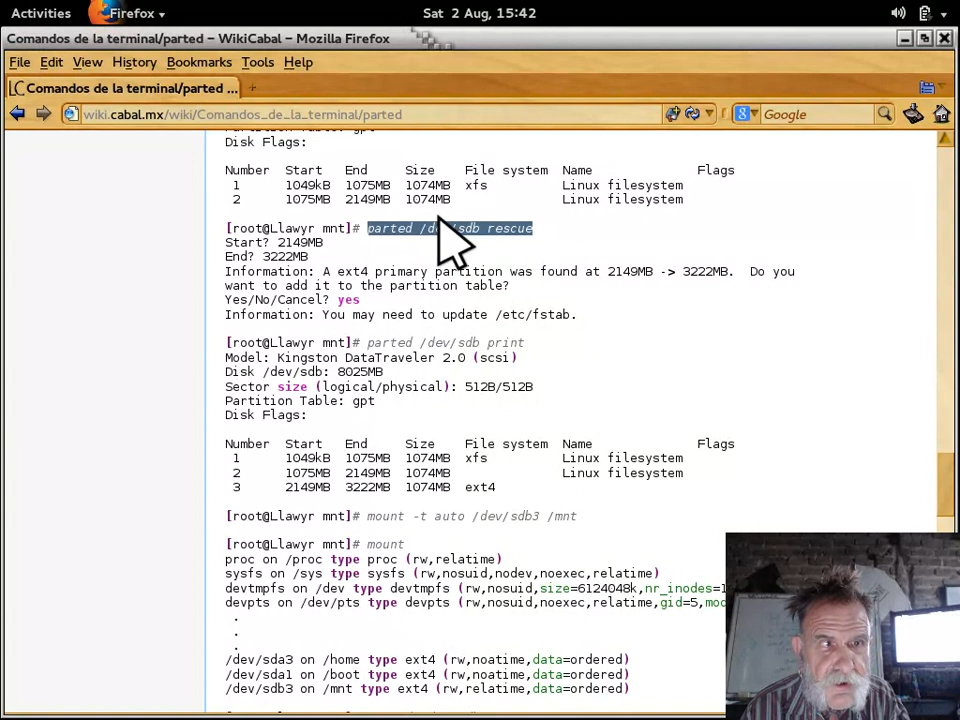 Activities Firefox Sat 2 Aug, 15:42
Comandos de la terminal/parted – WikiCabal – Mozilla Firefox
File Edit View History Bookmarks Tools Help
Comandos de la terminal/parted ...
wiki.cabal.mx/wiki/Comandos_de_la_terminal/parted Google
Partition Table: gpt
Disk Flags:
Number Start End Size File system Name Flags
1 1049kB 1075MB 1074MB xfs Linux filesystem
2 1075MB 2149MB 1074MB Linux filesystem
[root@Llawyr mnt]# parted /dev/sdb rescue
Start? 2149MB
End? 3222MB
Information: A ext4 primary partition was found at 2149MB -> 3222MB. Do you
want to add it to the partition table?
Yes/No/Cancel? yes
Information: You may need to update /etc/fstab.
[root@Llawyr mnt]# parted /dev/sdb print
Model: Kingston DataTraveler 2.0 (scsi)
Disk /dev/sdb: 8025MB
Sector size (logical/physical): 512B/512B
Partition Table: gpt
Disk Flags:
Number Start End Size File system Name Flags
1 1049kB 1075MB 1074MB xfs Linux filesystem
2 1075MB 2149MB 1074MB Linux filesystem
3 2149MB 3222MB 1074MB ext4
[root@Llawyr mnt]# mount -t auto /dev/sdb3 /mnt
[root@Llawyr mnt]# mount
proc on /proc type proc (rw,relatime)
sysfs on /sys type sysfs (rw,nosuid,nodev,noexec,relatime)
devtmpfs on /dev type devtmpfs (rw,nosuid,size=6124048k,nr_inodes=1
devpts on /dev/pts type devpts (rw,nosuid,noexec,relatime,gid=5,mod
.
.
.
/dev/sda3 on /home type ext4 (rw,noatime,data=ordered)
/dev/sda1 on /boot type ext4 (rw,noatime,data=ordered)
/dev/sdb3 on /mnt type ext4 (rw,relatime,data=ordered)